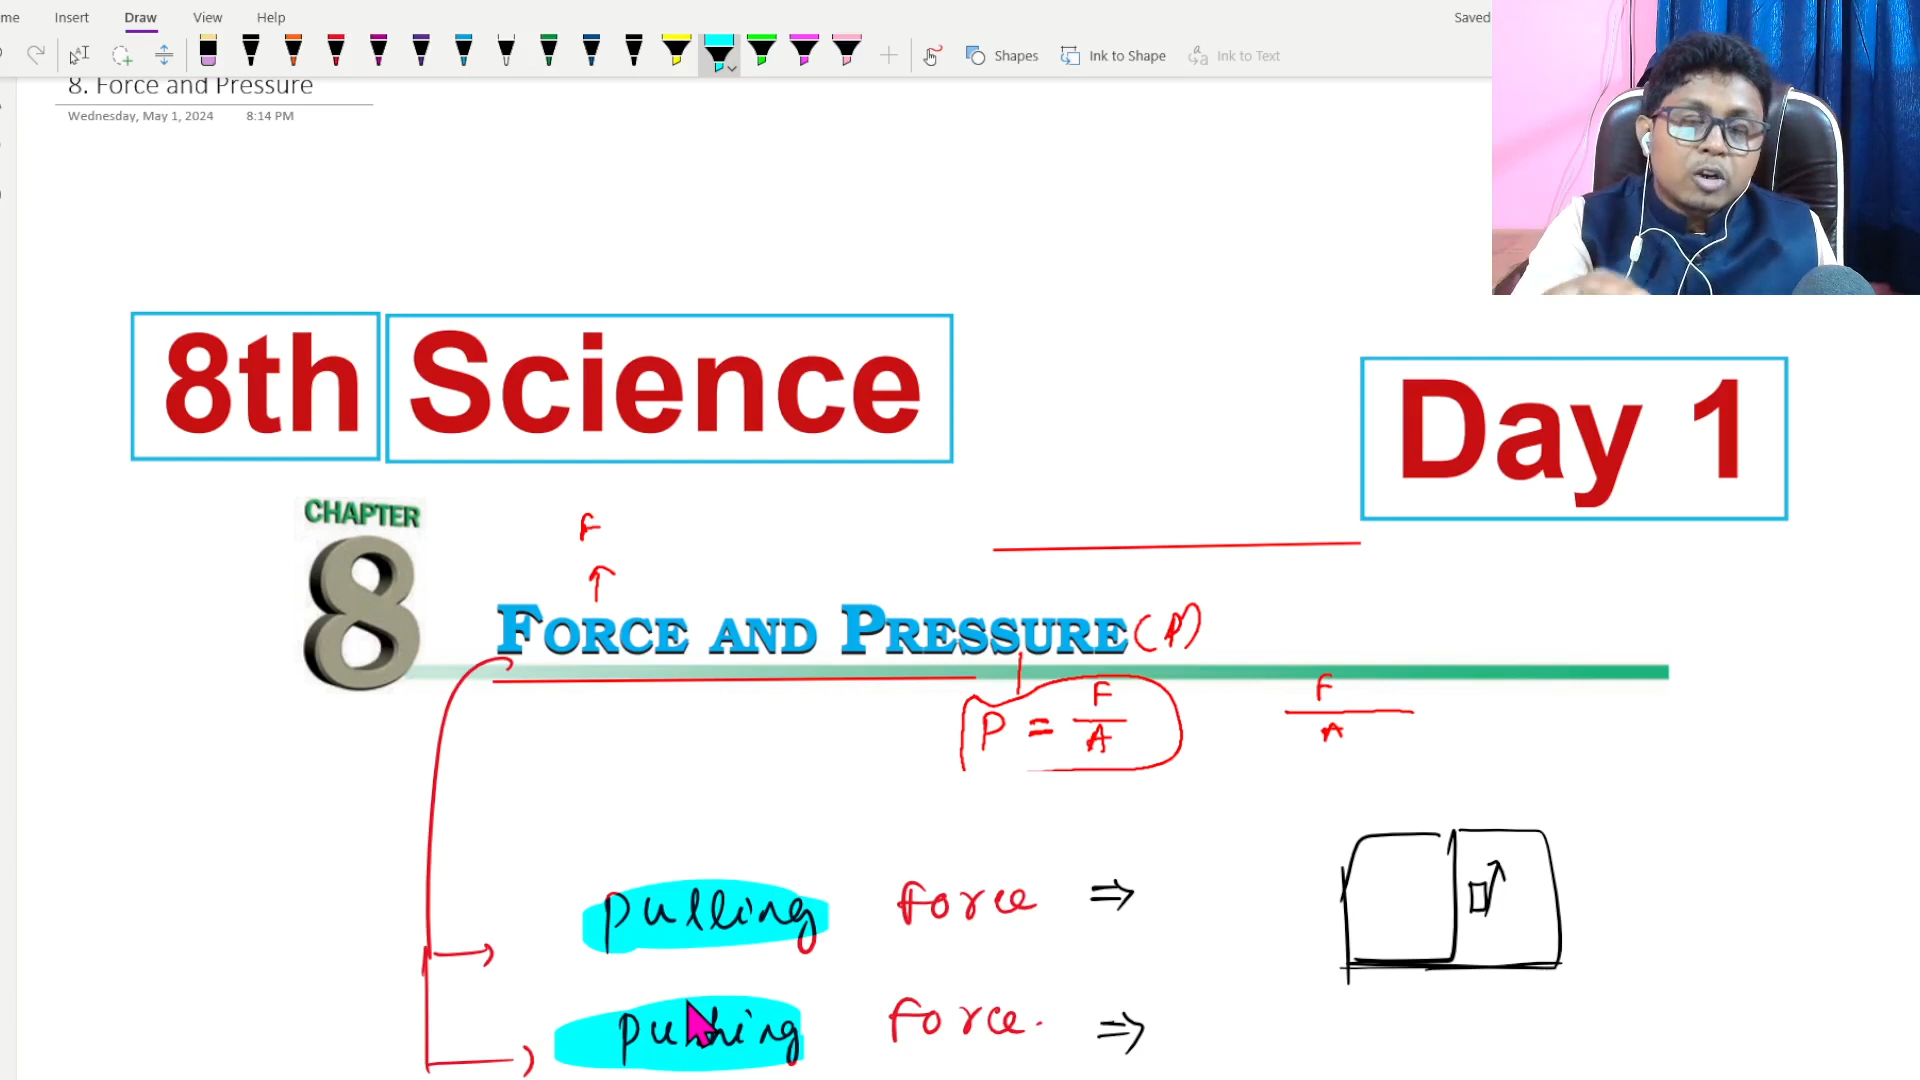 me Insert Draw View Help Saved
Shapes Ink to Shape Ink to Text
8. Force and Pressure
Wednesday, May 1, 2024 8:14 PM
8th Science
Day 1
CHAPTER
8
F
FORCE AND PRESSURE (P)
P = F/A
F/A
pulling force ⇒
pushing force. ⇒